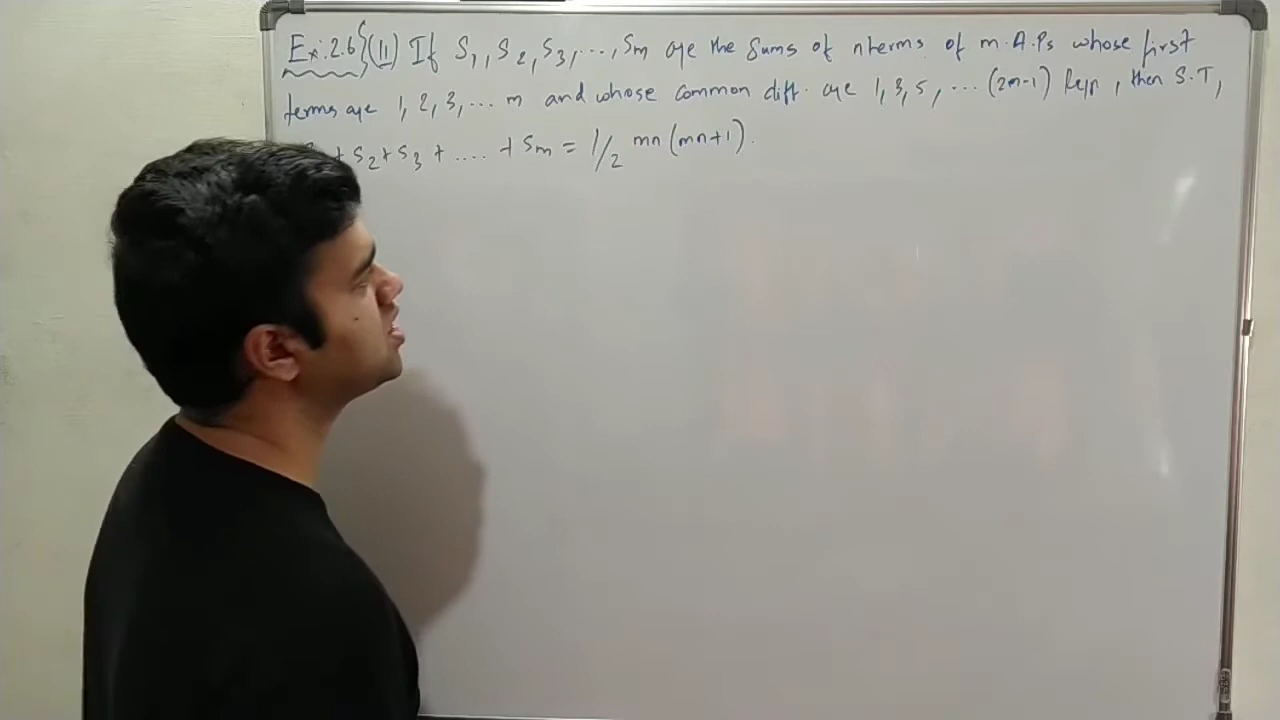 Ex:2.6 (11) If S1, S2, S3, ..., Sm are the sums of n terms of m A.Ps whose first
terms are 1, 2, 3, ... m and whose common diff. are 1, 3, 5, ... (2m-1) Resp, then S.T,
+ S2 + S3 + .... + Sm = 1/2 mn(mn+1).